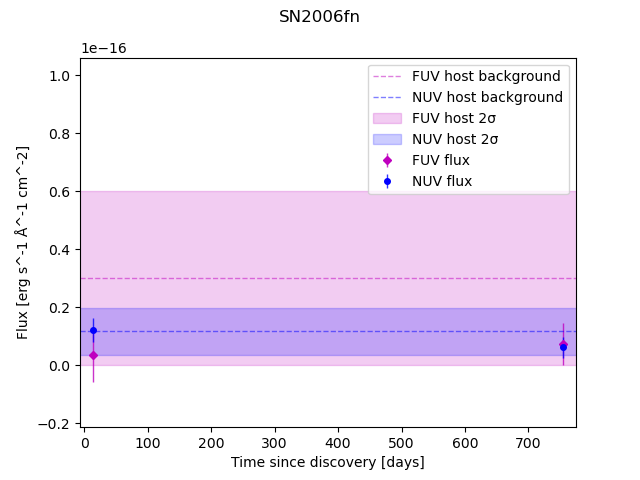 SN2006fn
1e−16
1.0
0.8
0.6
0.4
0.2
0.0
−0.2
Flux [erg s^-1 Å^-1 cm^-2]
FUV host background
NUV host background
FUV host 2σ
NUV host 2σ
FUV flux
NUV flux
0 100 200 300 400 500 600 700
Time since discovery [days]